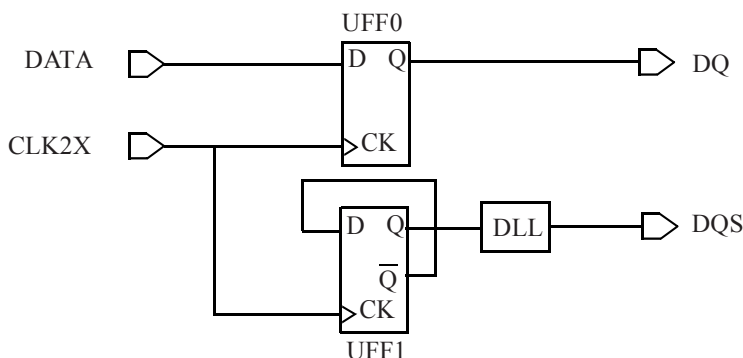 UFF0
DATA
D Q
DQ
CLK2X
CK
D Q
DLL
DQS
Q
CK
UFF1